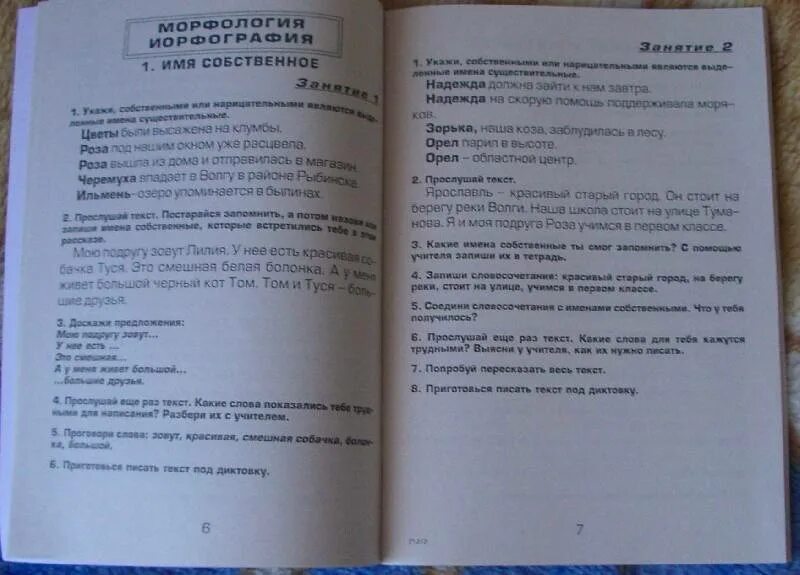 МОРФОЛОГИЯ
И ОРФОГРАФИЯ
1. ИМЯ СОБСТВЕННОЕ
Занятие 1
1. Укажи, собственными или нарицательными являются выде-
ленные имена существительные.
Цветы были высажена на клумбы.
Роза под нашим окном уже расцвела.
Роза вышла из дома и отправилась в магазин.
Черемуха впадает в Волгу в районе Рыбинска.
Ильмень-озеро упоминается в былинах.
2. Прослушай текст. Постарайся запомнить, а потом назови или
запиши имена собственные, которые встретились тебе в этом
рассказе.
Мою подругу зовут Лилия. У нее есть красивая со-
бачка Туся. Это смешная белая болонка. А у меня
живет большой черный кот Том. Том и Туся – боль-
шие друзья.
3. Доскажи предложения:
Мою подругу зовут...
У нее есть ...
Это смешная...
А у меня живет большой...
...большие друзья.
4. Прослушай еще раз текст. Какие слова показались тебе труд-
ными для написания? Разбери их с учителем.
5. Проговори слова: зовут, красивая, смешная собачка, болон-
ка, большой.
6. Приготовься писать текст под диктовку.
6
Занятие 2
1. Укажи, собственными или нарицательными являются выде-
ленные имена существительные.
Надежда должна зайти к нам завтра.
Надежда на скорую помощь поддерживала моря-
ков.
Зорька, наша коза, заблудилась в лесу.
Орел парил в высоте.
Орел – областной центр.
2. Прослушай текст.
Ярославль – красивый старый город. Он стоит на
берегу реки Волги. Наша школа стоит на улице Тума-
нова. Я и моя подруга Роза учимся в первом классе.
3. Какие имена собственные ты смог запомнить? С помощью
учителя запиши их в тетрадь.
4. Запиши словосочетания: красивый старый город, на берегу
реки, стоит на улице, учимся в первом классе.
5. Соедини словосочетания с именами собственными. Что у тебя
получилось?
6. Прослушай еще раз текст. Какие слова для тебя кажутся
трудными? Выясни у учителя, как их нужно писать.
7. Попробуй пересказать весь текст.
8. Приготовься писать текст под диктовку.
7